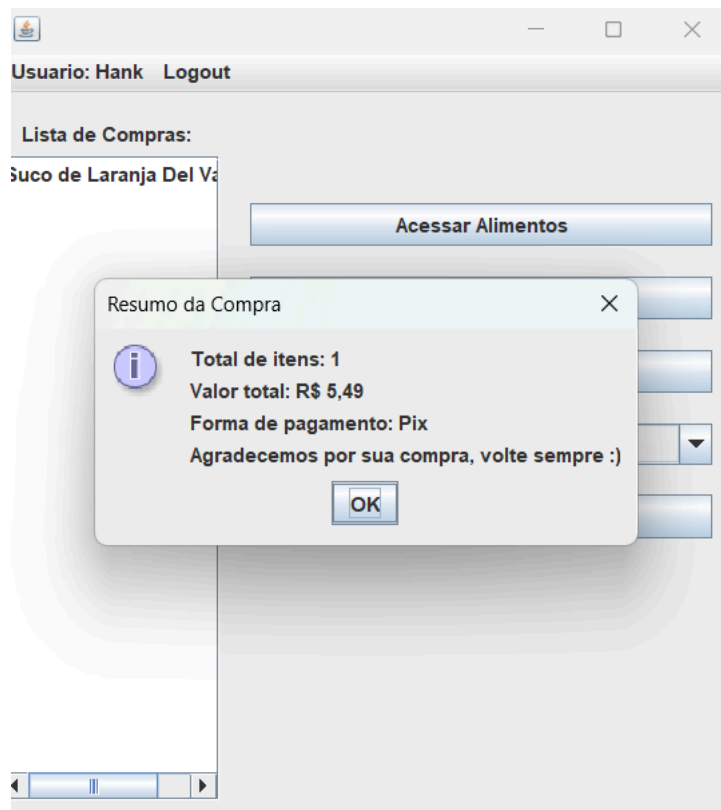 Usuario: Hank Logout
Lista de Compras:
Suco de Laranja Del
Acessar Alimentos
Resumo da Compra
Total de itens: 1
Valor total: R$ 5,49
Forma de pagamento: Pix
Agradecemos por sua compra, volte sempre :)
OK